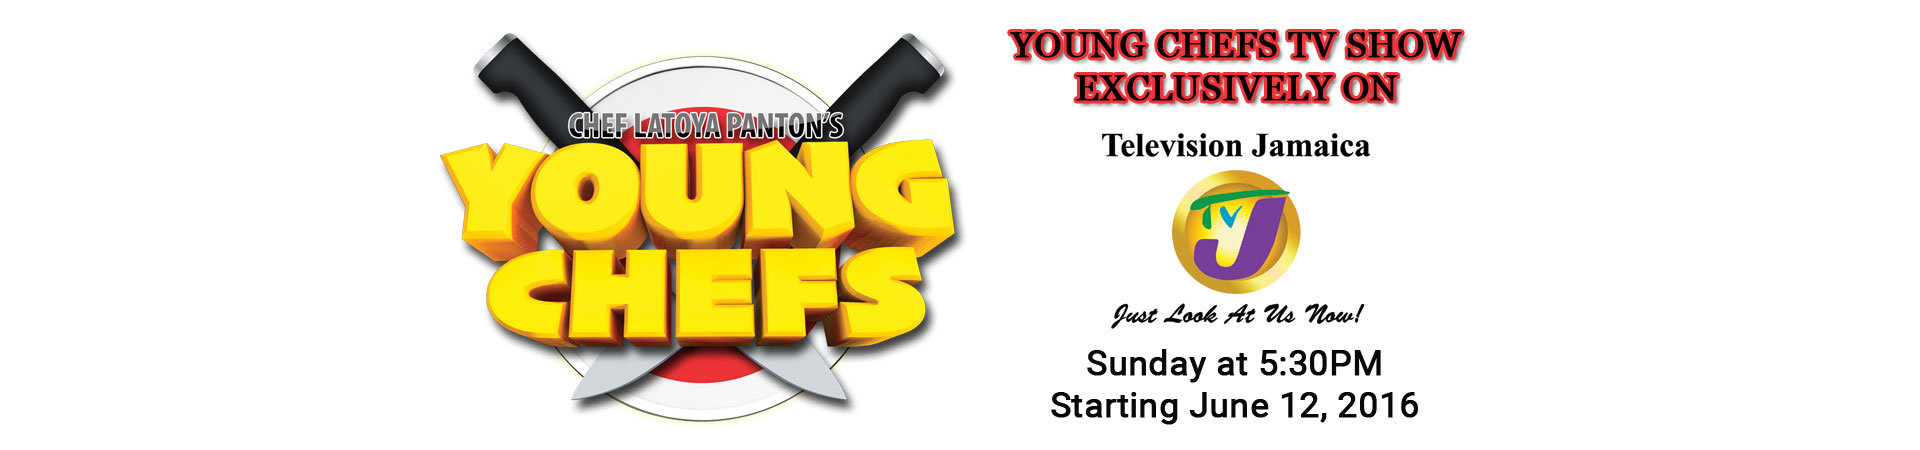 CHEF LATOYA PANTON'S
YOUNG
CHEFS
YOUNG CHEFS TV SHOW
EXCLUSIVELY ON
Television Jamaica
TVJ
Just Look At Us Now!
Sunday at 5:30PM
Starting June 12, 2016